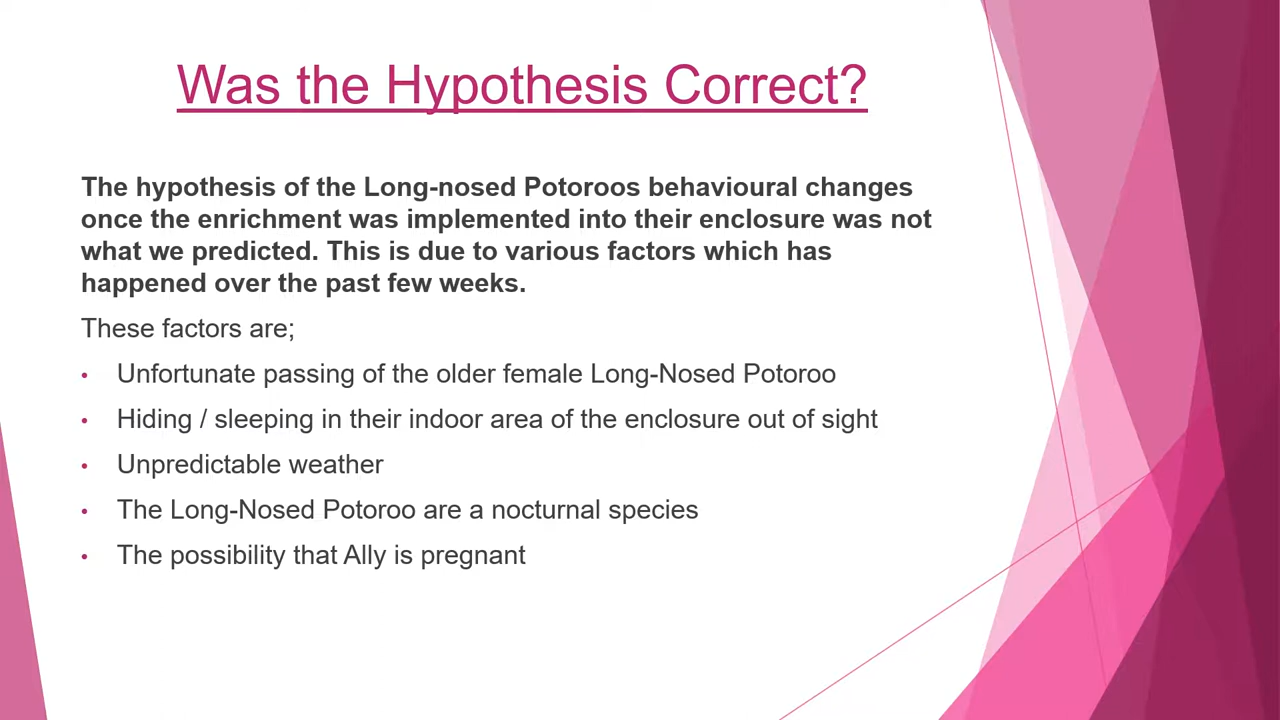 Was the Hypothesis Correct?
The hypothesis of the Long-nosed Potoroos behavioural changes
once the enrichment was implemented into their enclosure was not
what we predicted. This is due to various factors which has
happened over the past few weeks.
These factors are;
• Unfortunate passing of the older female Long-Nosed Potoroo
• Hiding / sleeping in their indoor area of the enclosure out of sight
• Unpredictable weather
• The Long-Nosed Potoroo are a nocturnal species
• The possibility that Ally is pregnant